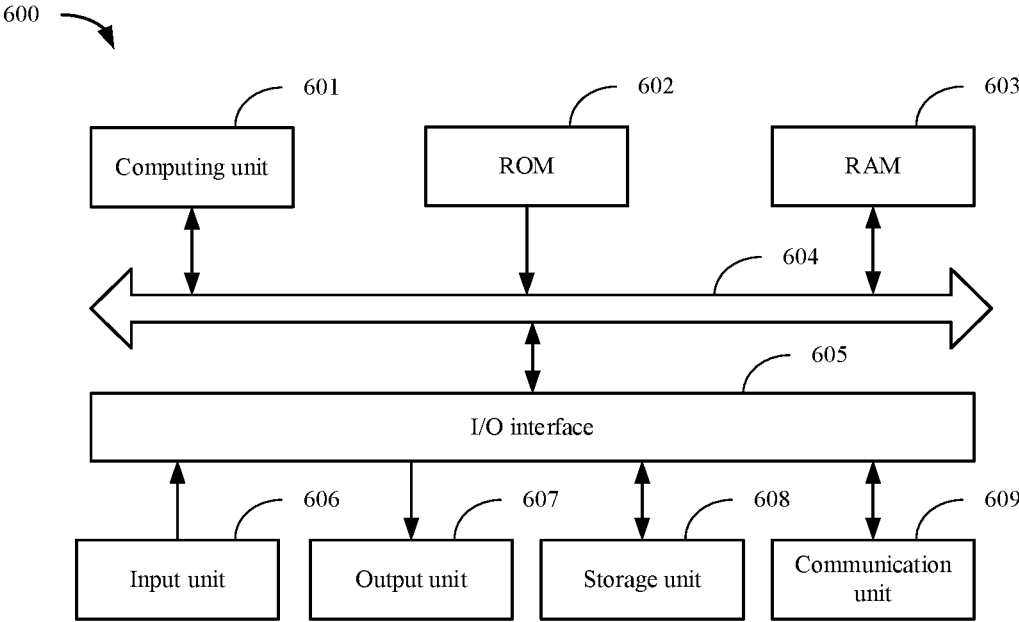 600
601
602
603
Computing unit
ROM
RAM
604
605
I/O interface
606
607
608
609
Input unit
Output unit
Storage unit
Communication
unit